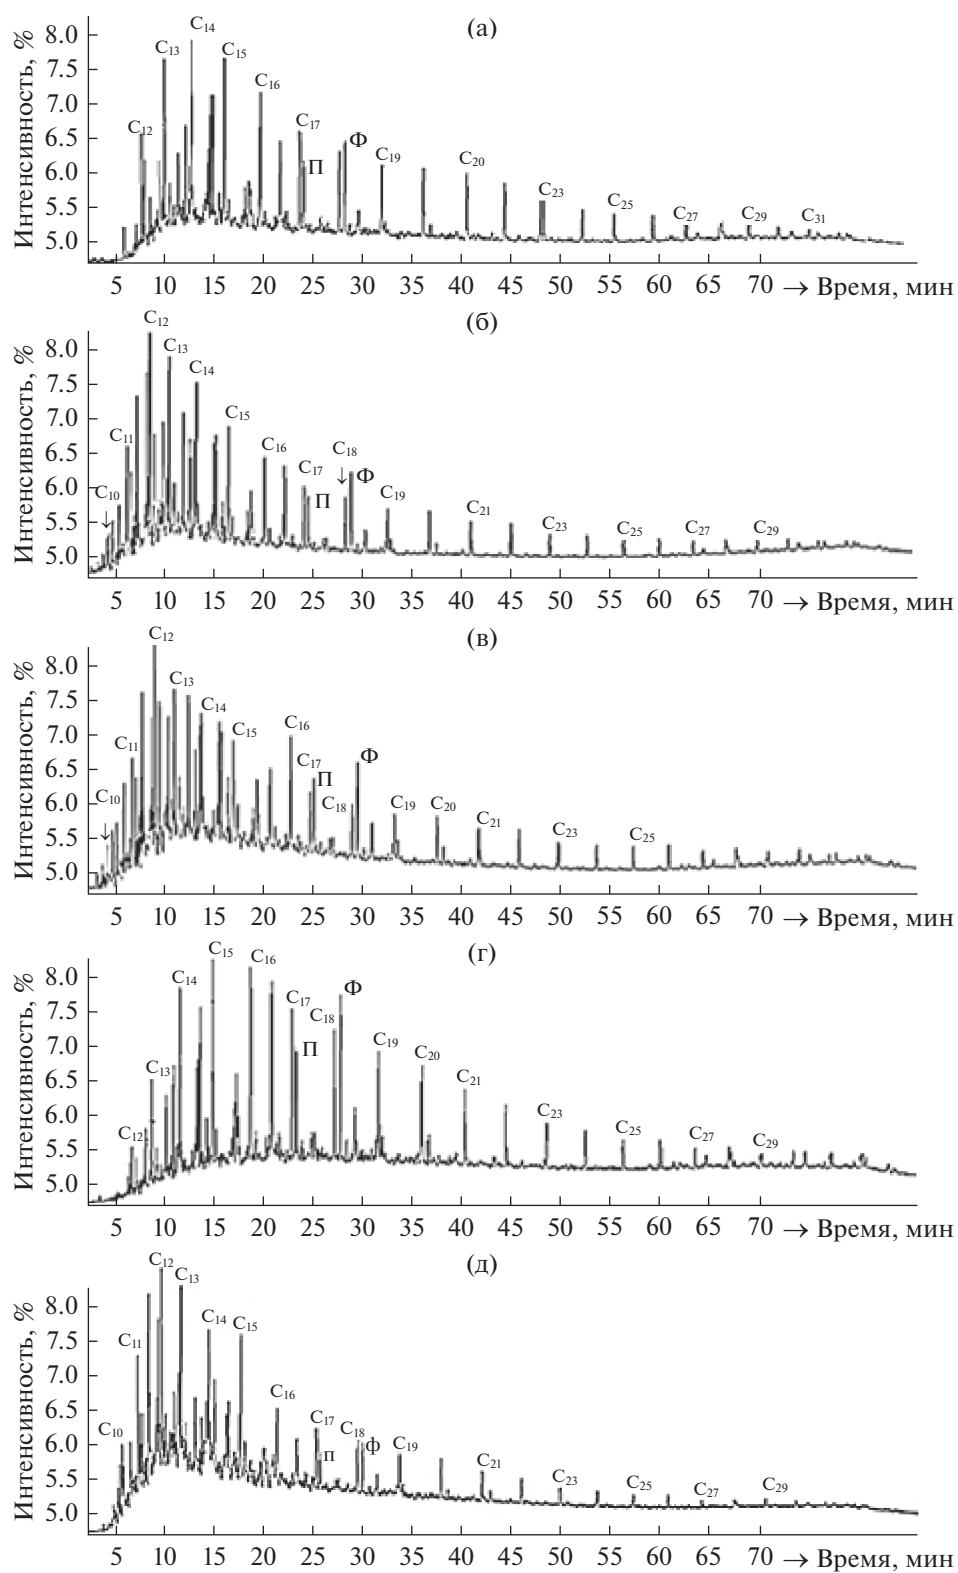 (а)
Интенсивность, %
8.0
7.5
7.0
6.5
6.0
5.5
5.0
C12 C13 C14 C15 C16 C17 П Ф C19 C20 C23 C25 C27 C29 C31
5 10 15 20 25 30 35 40 45 50 55 60 65 70 → Время, мин
(б)
Интенсивность, %
8.0
7.5
7.0
6.5
6.0
5.5
5.0
C10 C11 C12 C13 C14 C15 C16 C17 П C18 Ф C19 C21 C23 C25 C27 C29
5 10 15 20 25 30 35 40 45 50 55 60 65 70 → Время, мин
(в)
Интенсивность, %
8.0
7.5
7.0
6.5
6.0
5.5
5.0
C10 C11 C12 C13 C14 C15 C16 C17 П C18 Ф C19 C20 C21 C23 C25
5 10 15 20 25 30 35 40 45 50 55 60 65 70 → Время, мин
(г)
Интенсивность, %
8.0
7.5
7.0
6.5
6.0
5.5
5.0
C12 C13 C14 C15 C16 C17 П C18 Ф C19 C20 C21 C23 C25 C27 C29
5 10 15 20 25 30 35 40 45 50 55 60 65 70 → Время, мин
(д)
Интенсивность, %
8.0
7.5
7.0
6.5
6.0
5.5
5.0
C10 C11 C12 C13 C14 C15 C16 C17 п C18 ф C19 C21 C23 C25 C27 C29
5 10 15 20 25 30 35 40 45 50 55 60 65 70 → Время, мин